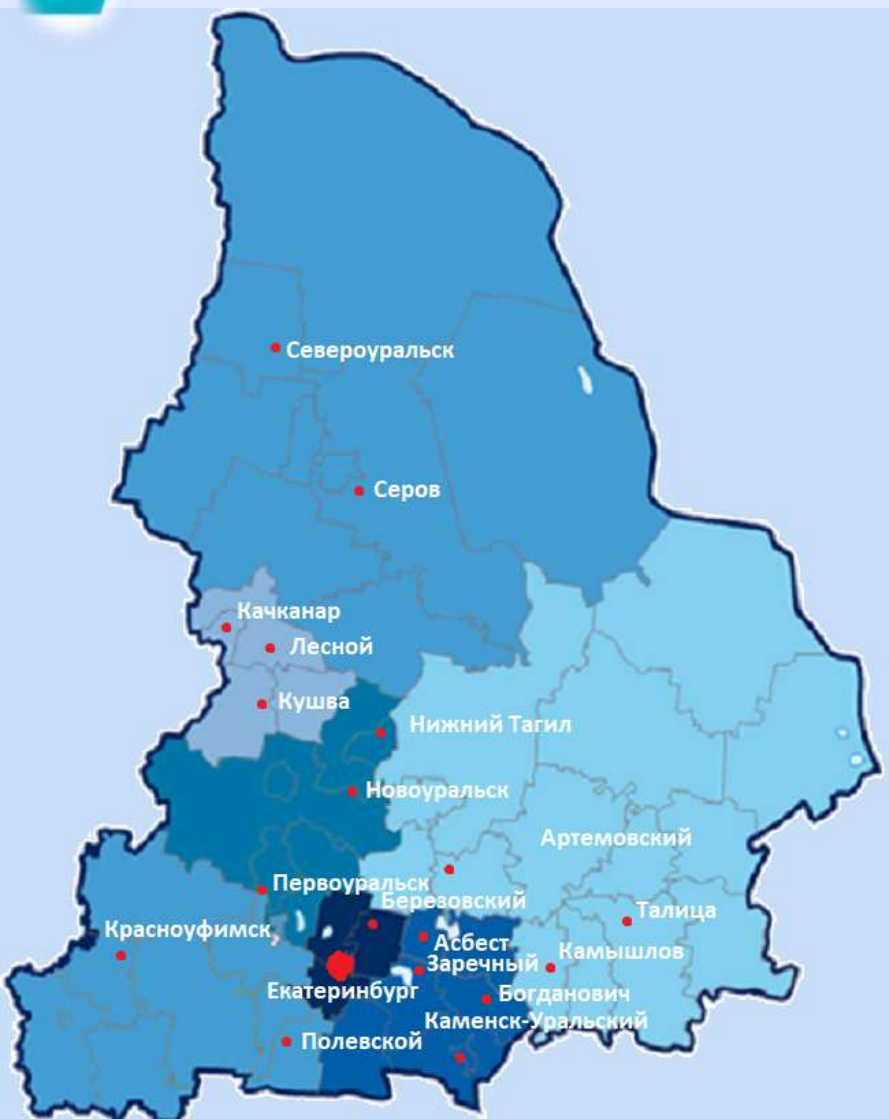 Североуральск
Серов
Качканар
Лесной
Кушва
Нижний Тагил
Новоуральск
Артемовский
Первоуральск
Березовский
Талица
Красноуфимск
Асбест
Камышлов
Заречный
Екатеринбург
Богданович
Каменск-Уральский
Полевской